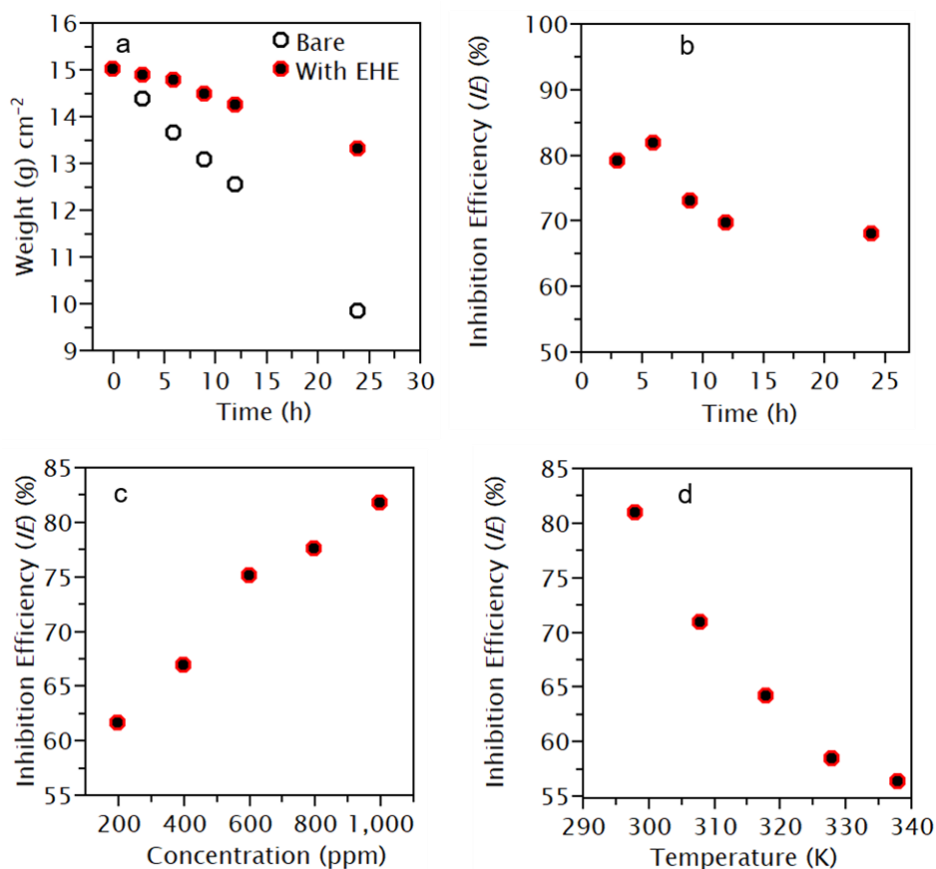 a
Bare
With EHE
16
15
14
13
12
11
10
9
Weight (g) cm⁻²
0 5 10 15 20 25 30
Time (h)
b
100
90
80
70
60
50
Inhibition Efficiency (IE) (%)
0 5 10 15 20 25
Time (h)
c
85
80
75
70
65
60
55
Inhibition Efficiency (IE) (%)
200 400 600 800 1,000
Concentration (ppm)
d
85
80
75
70
65
60
55
Inhibition Efficiency (IE) (%)
290 300 310 320 330 340
Temperature (K)